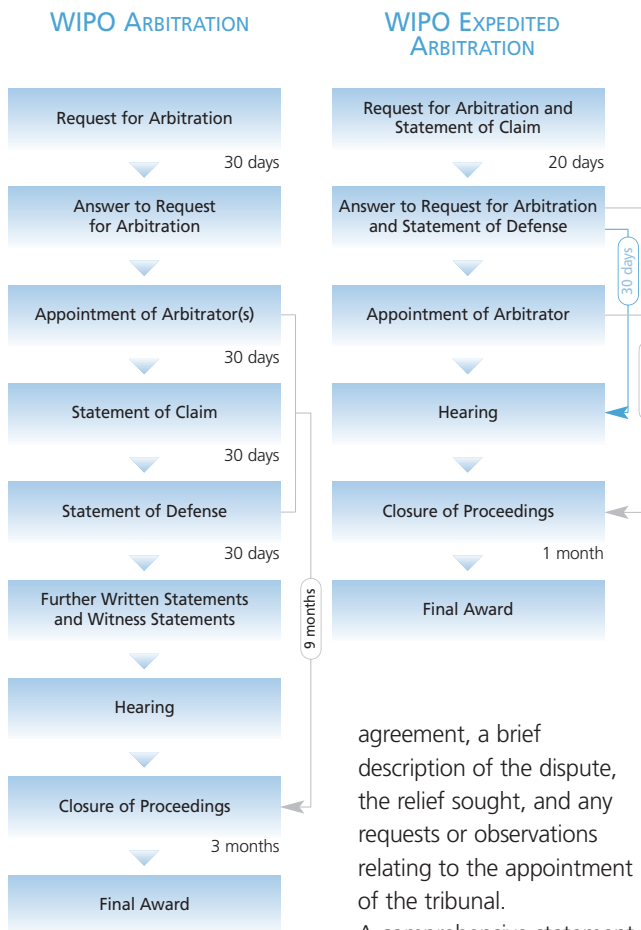 WIPO ARBITRATION
Request for Arbitration
30 days
Answer to Request
for Arbitration
Appointment of Arbitrator(s)
30 days
Statement of Claim
30 days
Statement of Defense
30 days
Further Written Statements
and Witness Statements
9 months
Hearing
Closure of Proceedings
3 months
Final Award
WIPO EXPEDITED
ARBITRATION
Request for Arbitration and
Statement of Claim
20 days
Answer to Request for Arbitration
and Statement of Defense
30 days
Appointment of Arbitrator
Hearing
Closure of Proceedings
1 month
Final Award
agreement, a brief
description of the dispute,
the relief sought, and any
requests or observations
relating to the appointment
of the tribunal.
A comprehensive statement